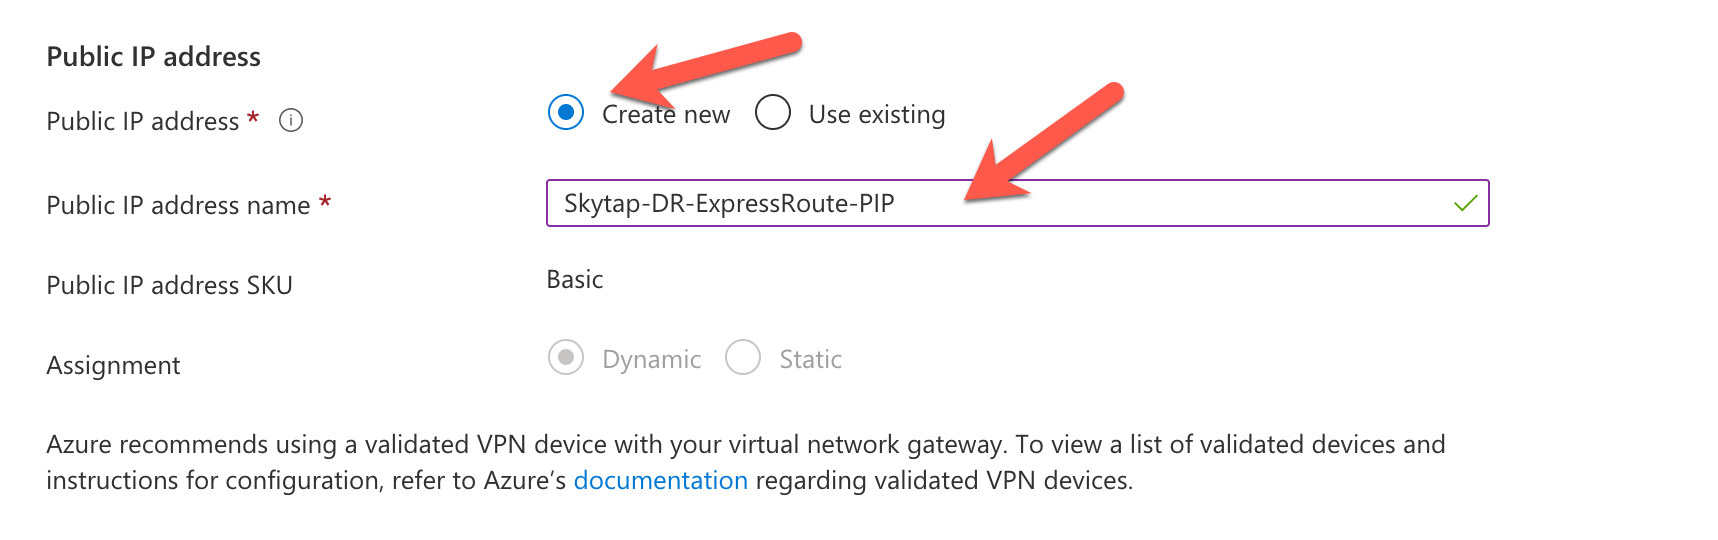 Public IP address
Public IP address * i Create new Use existing
Public IP address name * Skytap-DR-ExpressRoute-PIP
Public IP address SKU Basic
Assignment Dynamic Static
Azure recommends using a validated VPN device with your virtual network gateway. To view a list of validated devices and
instructions for configuration, refer to Azure’s documentation regarding validated VPN devices.